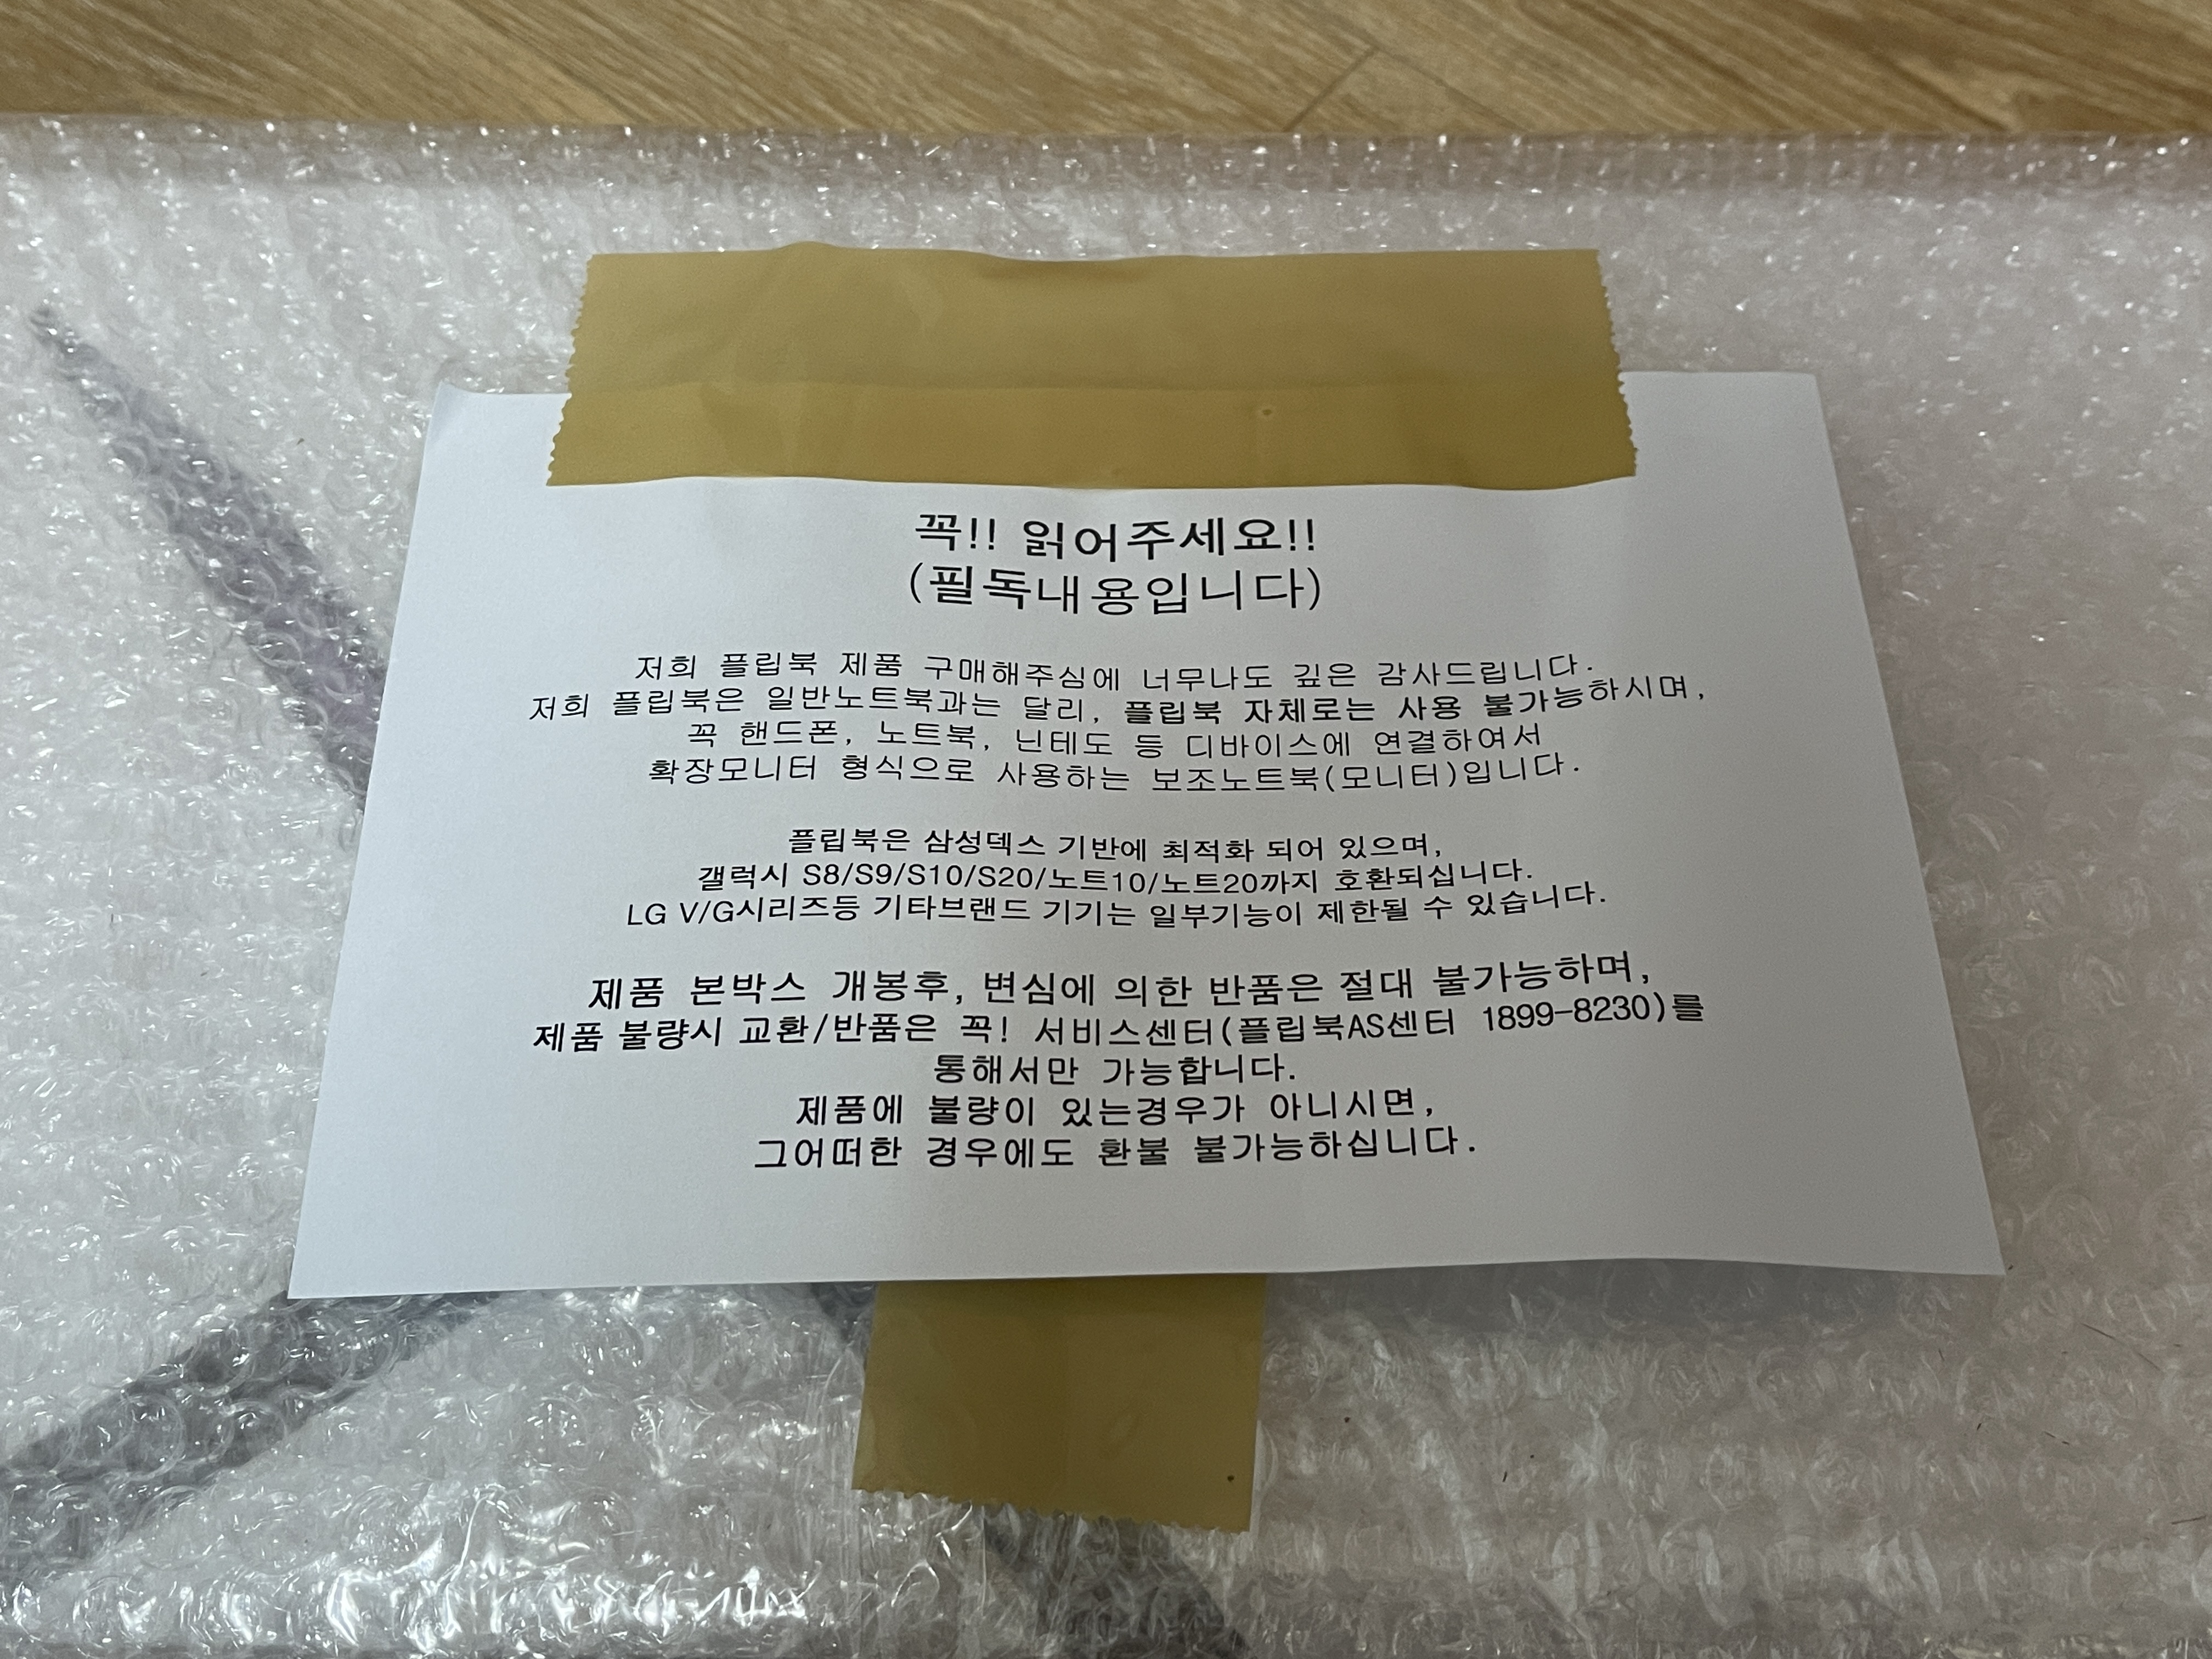 꼭!! 읽어주세요!!
(필독내용입니다)
저희 플립북 제품 구매해주심에 너무나도 깊은 감사드립니다.
저희 플립북은 일반노트북과는 달리, 플립북 자체로는 사용 불가능하시며,
꼭 핸드폰, 노트북, 닌테도 등 디바이스에 연결하여서
확장모니터 형식으로 사용하는 보조노트북(모니터)입니다.
플립북은 삼성덱스 기반에 최적화 되어 있으며,
갤럭시 S8/S9/S10/S20/노트10/노트20까지 호환되십니다.
LG V/G시리즈등 기타브랜드 기기는 일부기능이 제한될 수 있습니다.
제품 본박스 개봉후, 변심에 의한 반품은 절대 불가능하며,
제품 불량시 교환/반품은 꼭! 서비스센터(플립북AS센터 1899-8230)를
통해서만 가능합니다.
제품에 불량이 있는경우가 아니시면,
그어떠한 경우에도 환불 불가능하십니다.